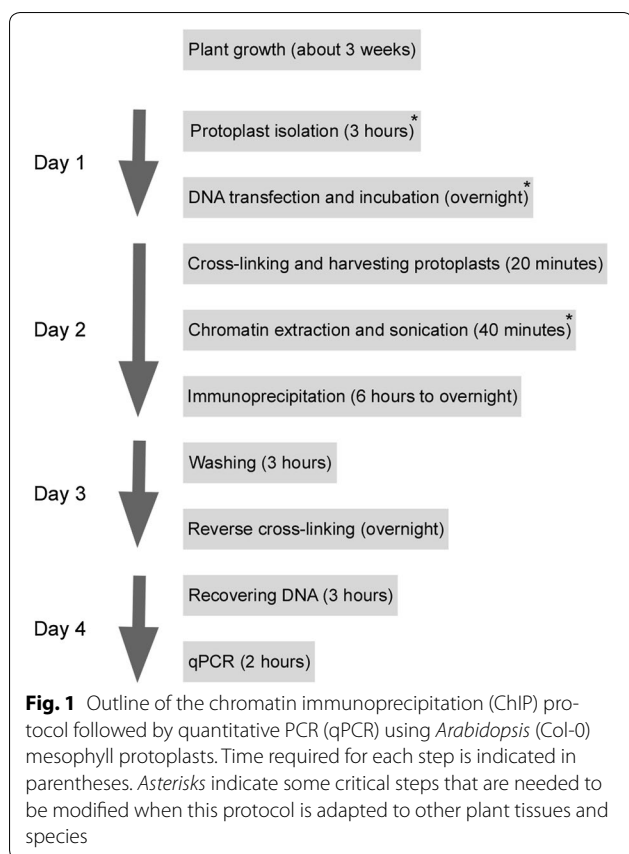 Plant growth (about 3 weeks)
Day 1
Protoplast isolation (3 hours)*
DNA transfection and incubation (overnight)*
Day 2
Cross-linking and harvesting protoplasts (20 minutes)
Chromatin extraction and sonication (40 minutes)*
Immunoprecipitation (6 hours to overnight)
Day 3
Washing (3 hours)
Reverse cross-linking (overnight)
Day 4
Recovering DNA (3 hours)
qPCR (2 hours)
Fig. 1 Outline of the chromatin immunoprecipitation (ChIP) pro-
tocol followed by quantitative PCR (qPCR) using Arabidopsis (Col-0)
mesophyll protoplasts. Time required for each step is indicated in
parentheses. Asterisks indicate some critical steps that are needed to
be modified when this protocol is adapted to other plant tissues and
species